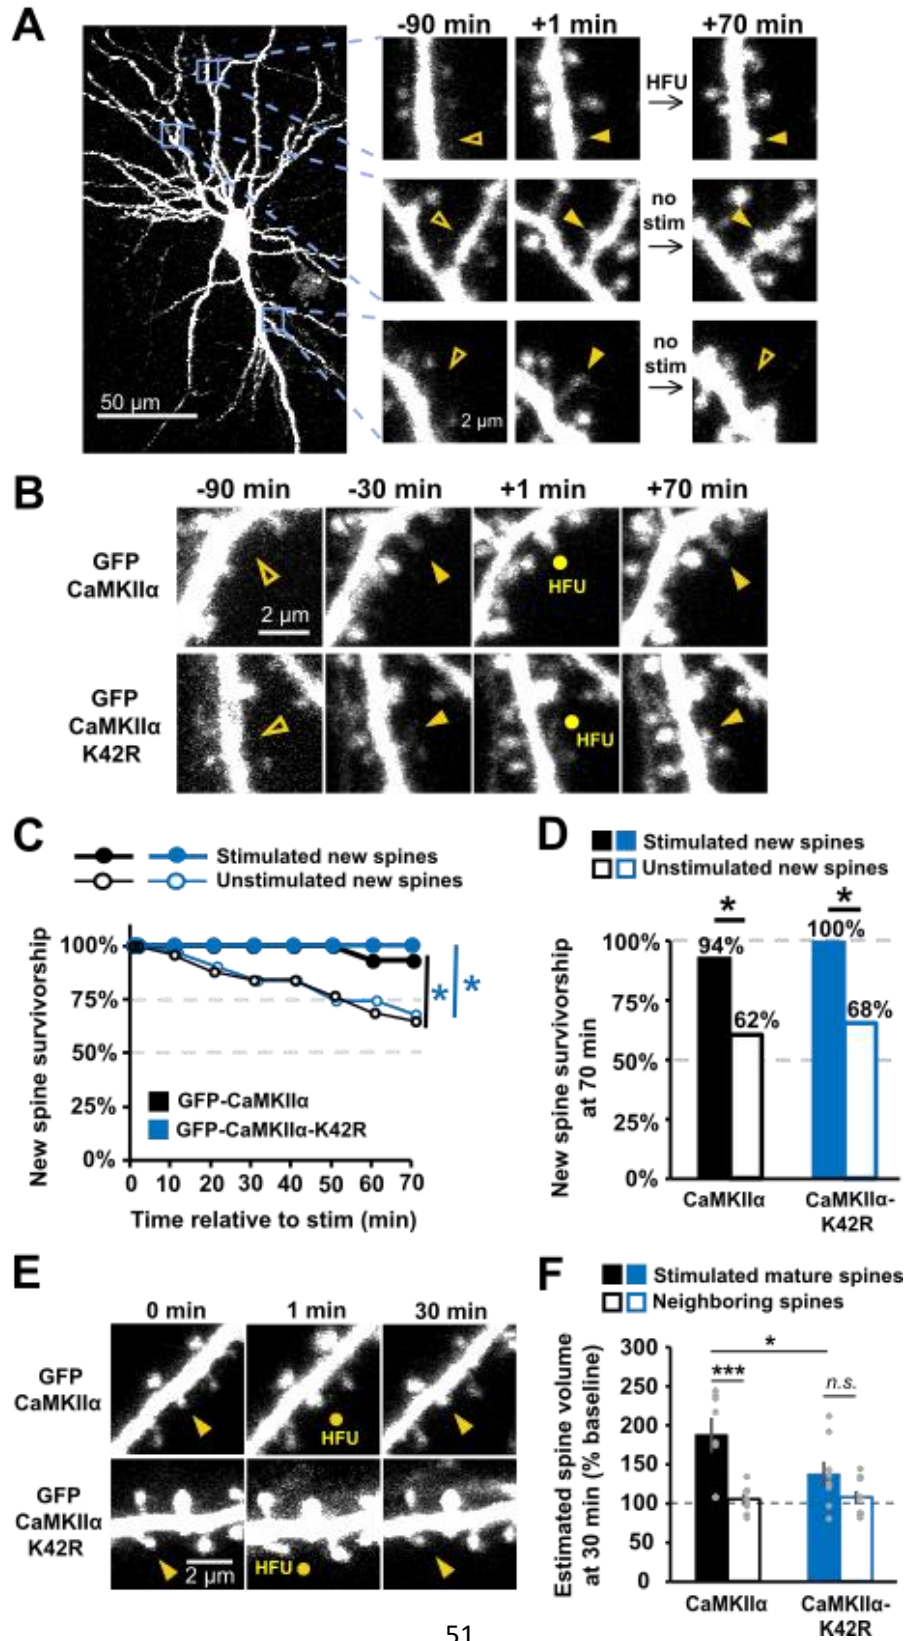 A
-90 min +1 min +70 min
HFU
no
stim
no
stim
50 μm
2 μm
B
-90 min -30 min +1 min +70 min
GFP
CaMKIIα
HFU
2 μm
GFP
CaMKIIα
K42R
HFU
C
Stimulated new spines
Unstimulated new spines
New spine survivorship
100%
75%
50%
25%
0%
* *
GFP-CaMKIIα
GFP-CaMKIIα-K42R
0 10 20 30 40 50 60 70
Time relative to stim (min)
D
Stimulated new spines
Unstimulated new spines
New spine survivorship
at 70 min
100%
75%
50%
25%
0%
* *
94% 62% 100% 68%
CaMKIIα CaMKIIα-
K42R
E
0 min 1 min 30 min
GFP
CaMKIIα
HFU
GFP
CaMKIIα
K42R
2 μm
HFU
F
Stimulated mature spines
Neighboring spines
Estimated spine volume
at 30 min (% baseline)
300
250
200
150
100
50
0
*
*** n.s.
CaMKIIα CaMKIIα-
K42R
51